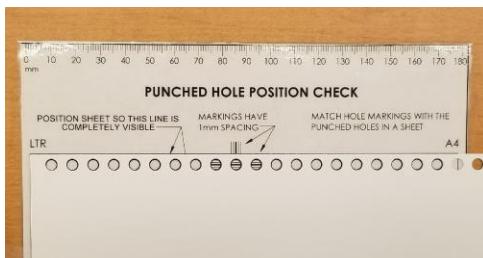 0 10 20 30 40 50 60 70 80 90 100 110 120 130 140 150 160 170 180
mm
PUNCHED HOLE POSITION CHECK
POSITION SHEET SO THIS LINE IS
COMPLETELY VISIBLE
MARKINGS HAVE
1mm SPACING
MATCH HOLE MARKINGS WITH THE
PUNCHED HOLES IN A SHEET
LTR
A4